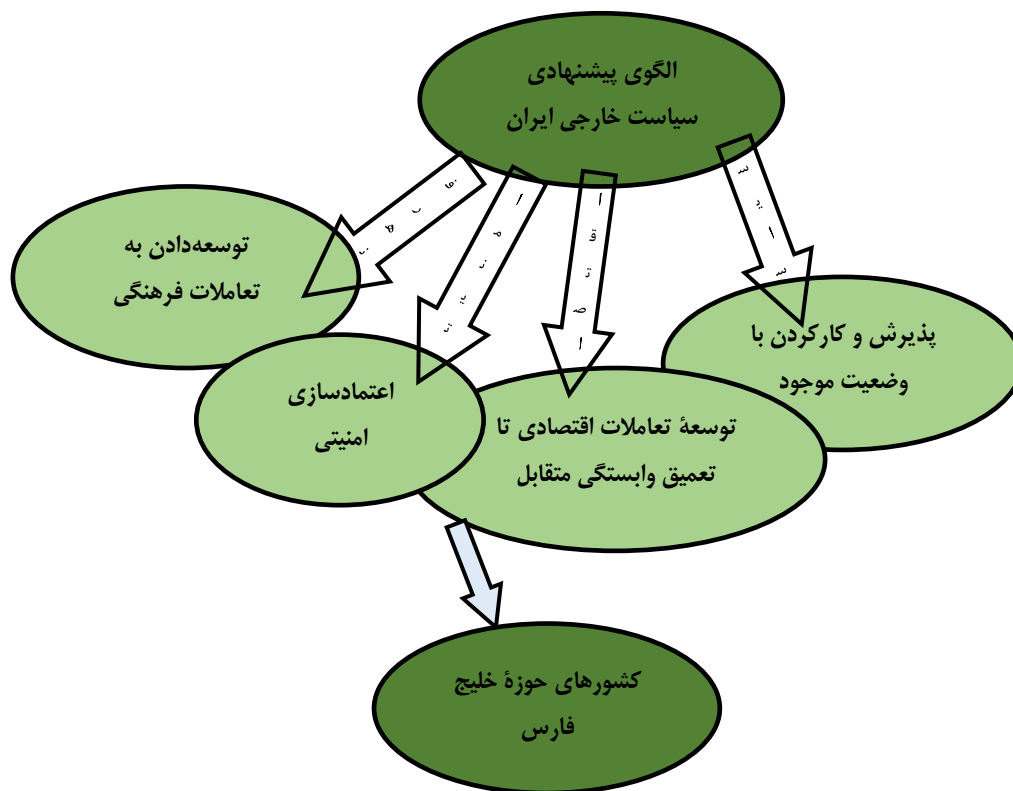 الگوی پیشنهادی
سیاست خارجی ایران
پذیرش و کارکردن با
وضعیت موجود
توسعهٔ تعاملات اقتصادی تا
تعمیق وابستگی متقابل
اعتمادسازی
امنیتی
توسعه‌دادن به
تعاملات فرهنگی
کشورهای حوزهٔ خلیج
فارس